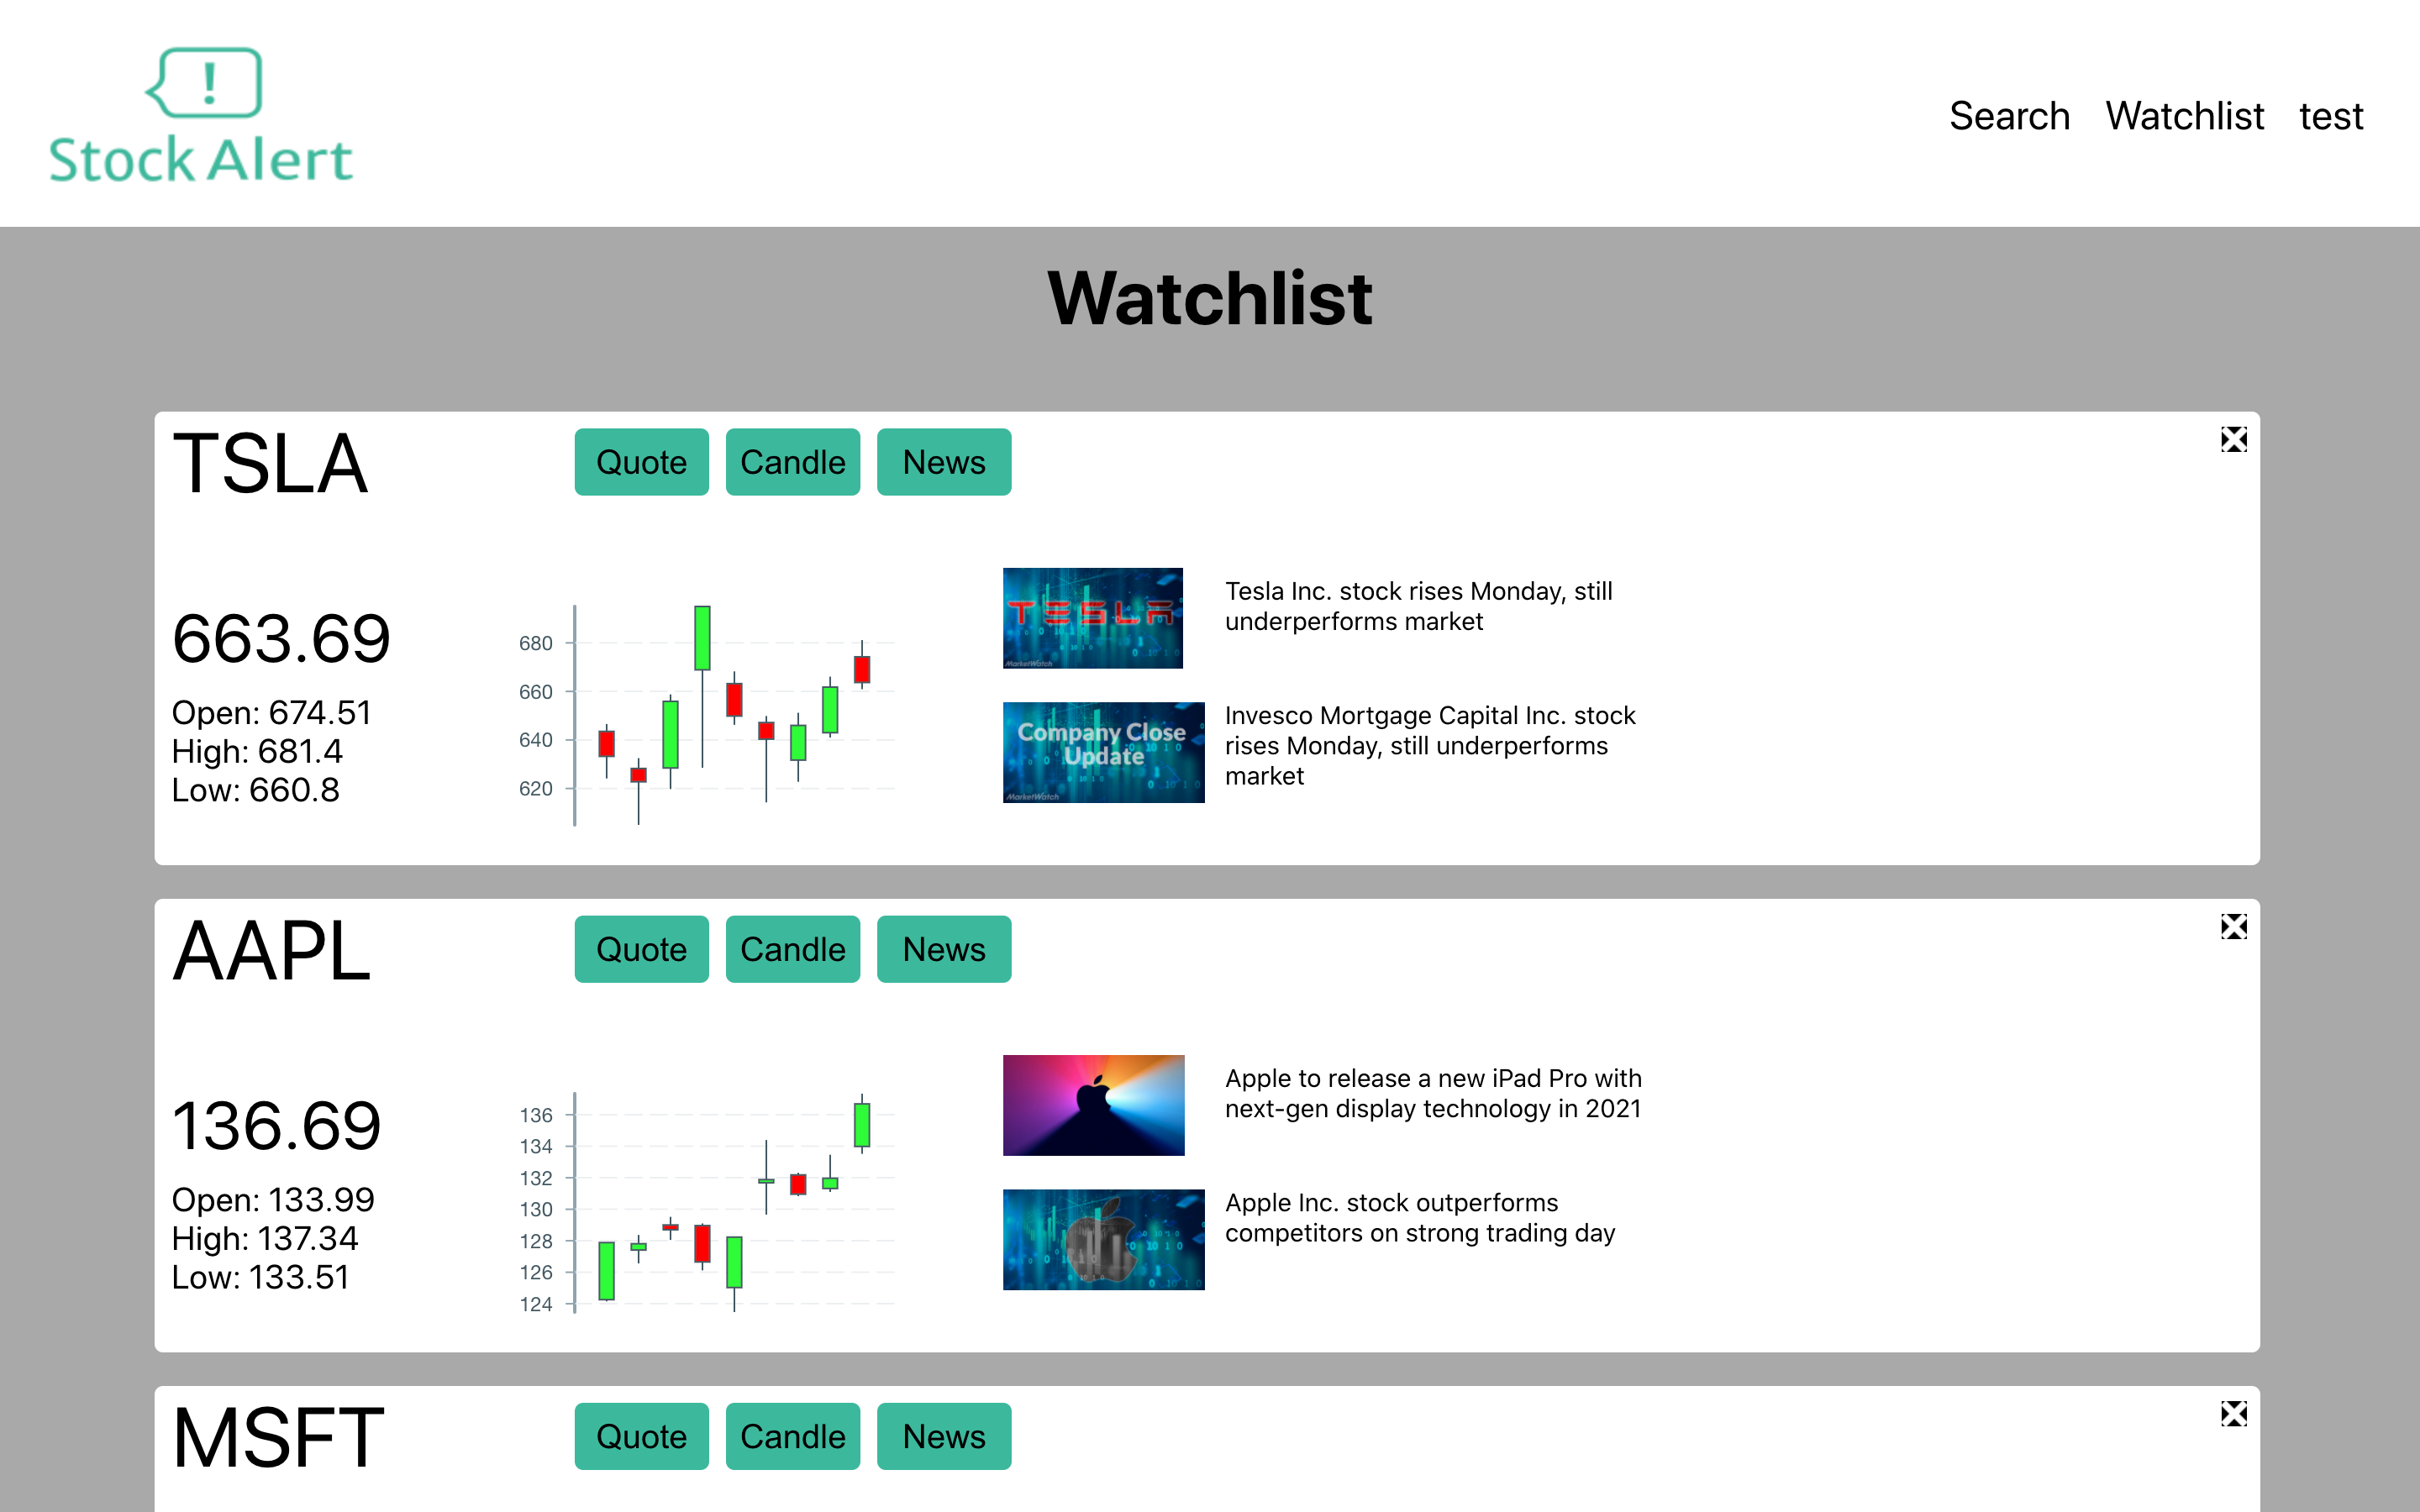 !
Stock Alert
Search Watchlist test
Watchlist
TSLA
Quote Candle News
663.69
Open: 674.51
High: 681.4
Low: 660.8
680
660
640
620
TESLA
MarketWatch
Tesla Inc. stock rises Monday, still
underperforms market
Company Close
Update
MarketWatch
Invesco Mortgage Capital Inc. stock
rises Monday, still underperforms
market
AAPL
Quote Candle News
136.69
Open: 133.99
High: 137.34
Low: 133.51
136
134
132
130
128
126
124
Apple to release a new iPad Pro with
next-gen display technology in 2021
Apple Inc. stock outperforms
competitors on strong trading day
MSFT
Quote Candle News